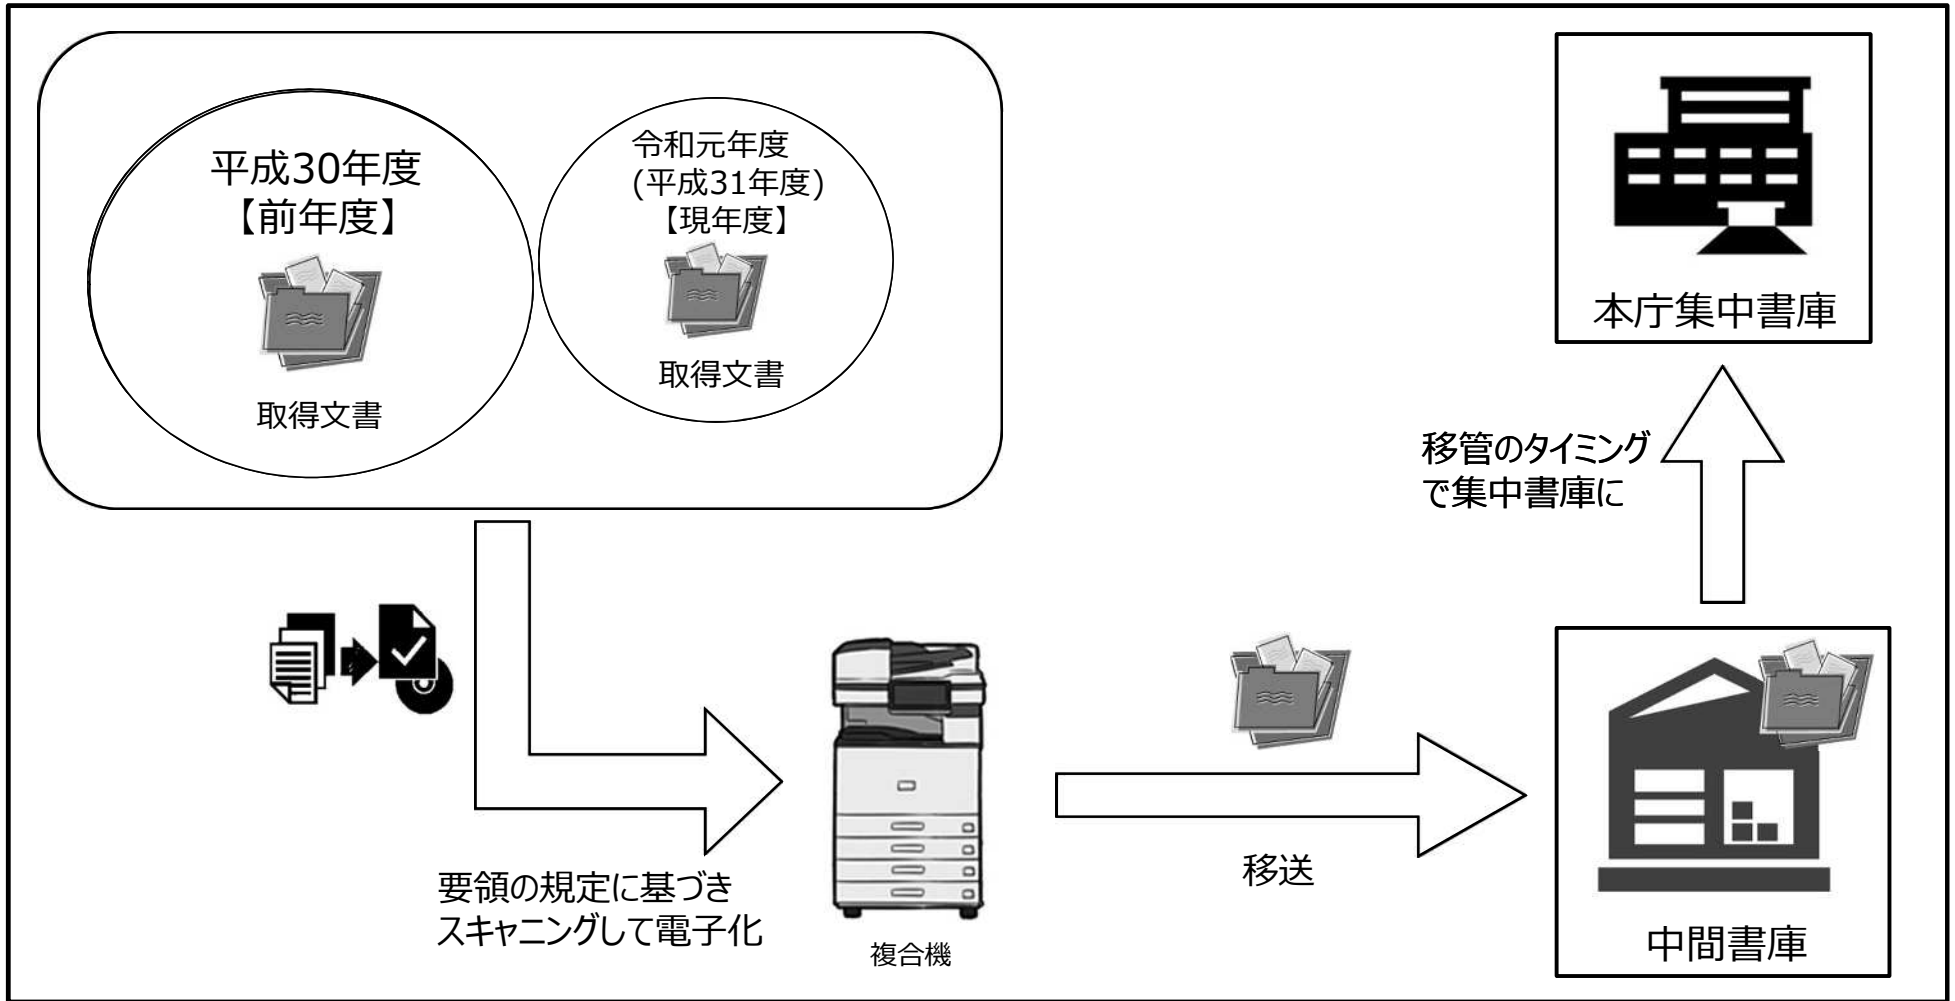 平成30年度
【前年度】
取得文書
令和元年度
(平成31年度)
【現年度】
取得文書
本庁集中書庫
移管のタイミング
で集中書庫に
要領の規定に基づき
スキャニングして電子化
複合機
移送
中間書庫